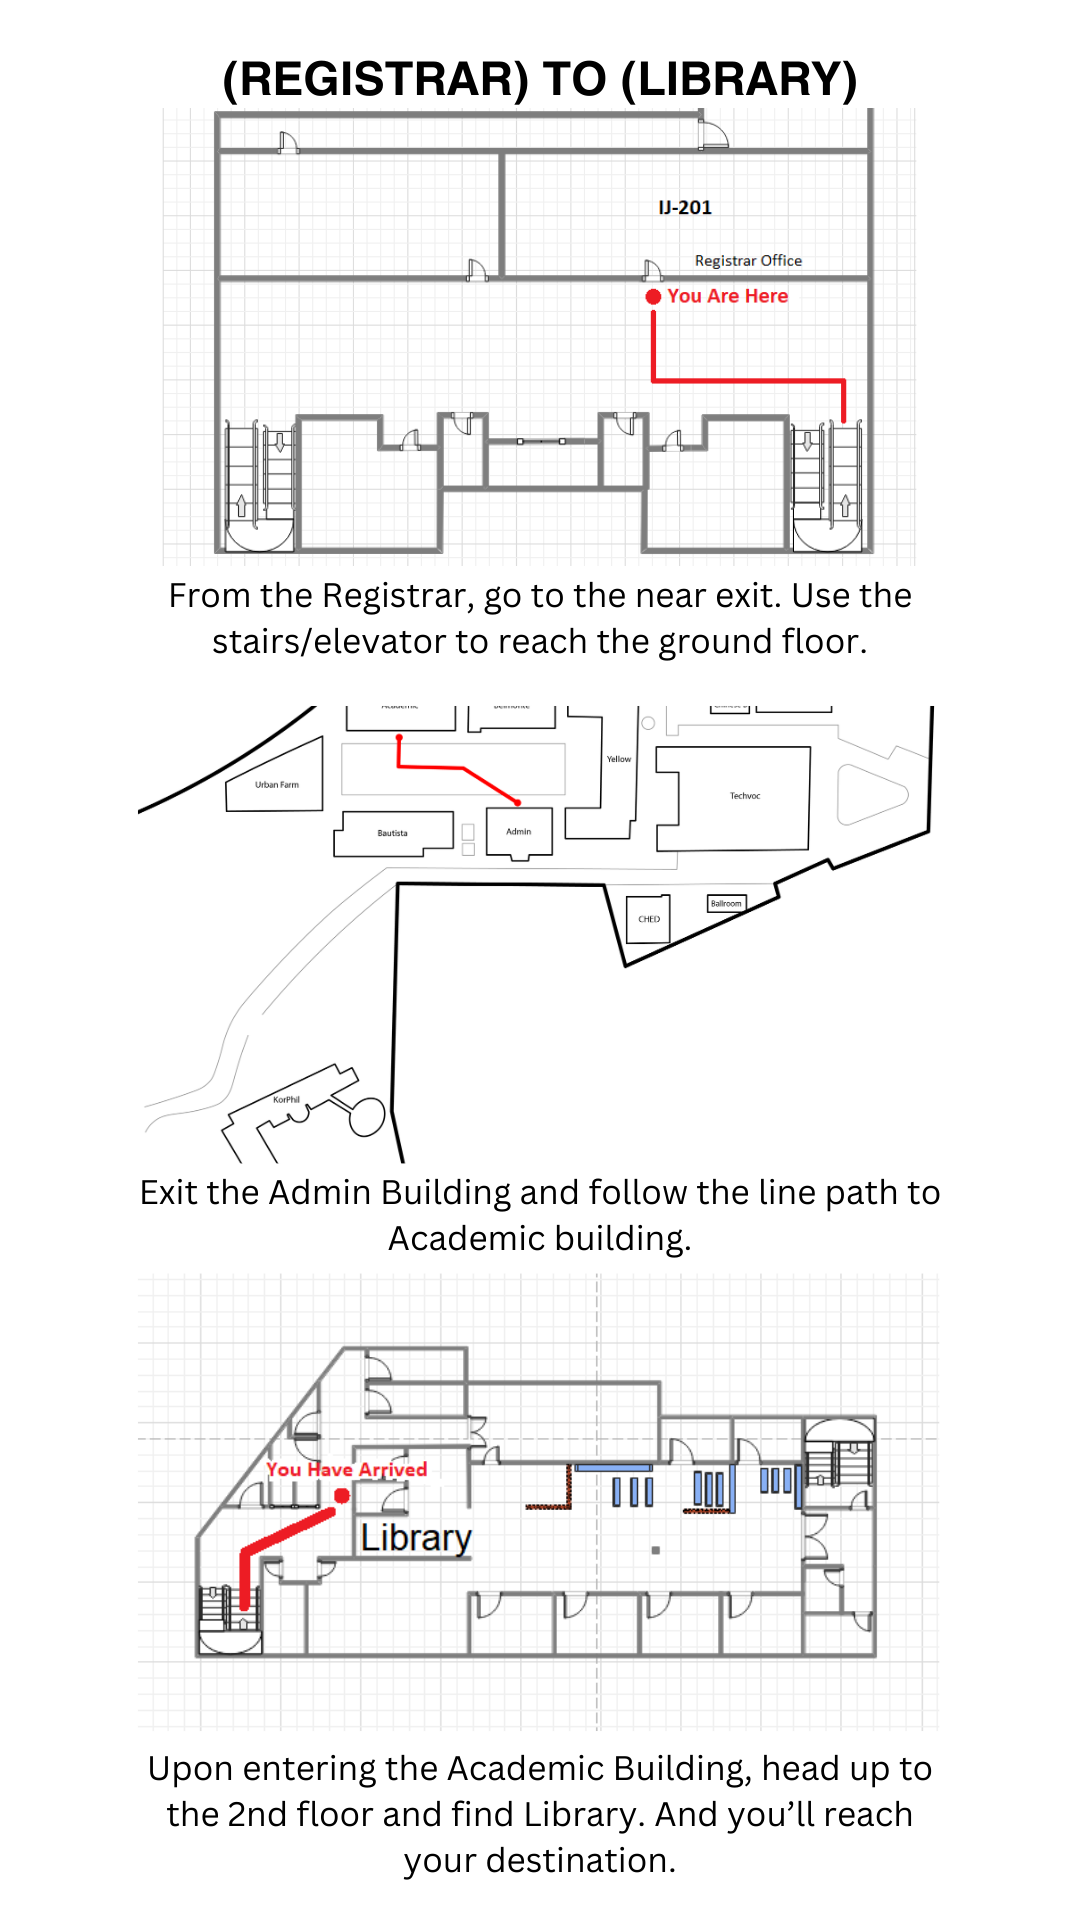 (REGISTRAR) TO (LIBRARY)
IJ-201
Registrar Office
You Are Here
From the Registrar, go to the near exit. Use the
stairs/elevator to reach the ground floor.
Academic
Belmonte
Yellow
Urban Farm
Techvoc
Bautista
Admin
CHED
Ballroom
KorPhil
Exit the Admin Building and follow the line path to
Academic building.
You Have Arrived
Library
Upon entering the Academic Building, head up to
the 2nd floor and find Library. And you’ll reach
your destination.